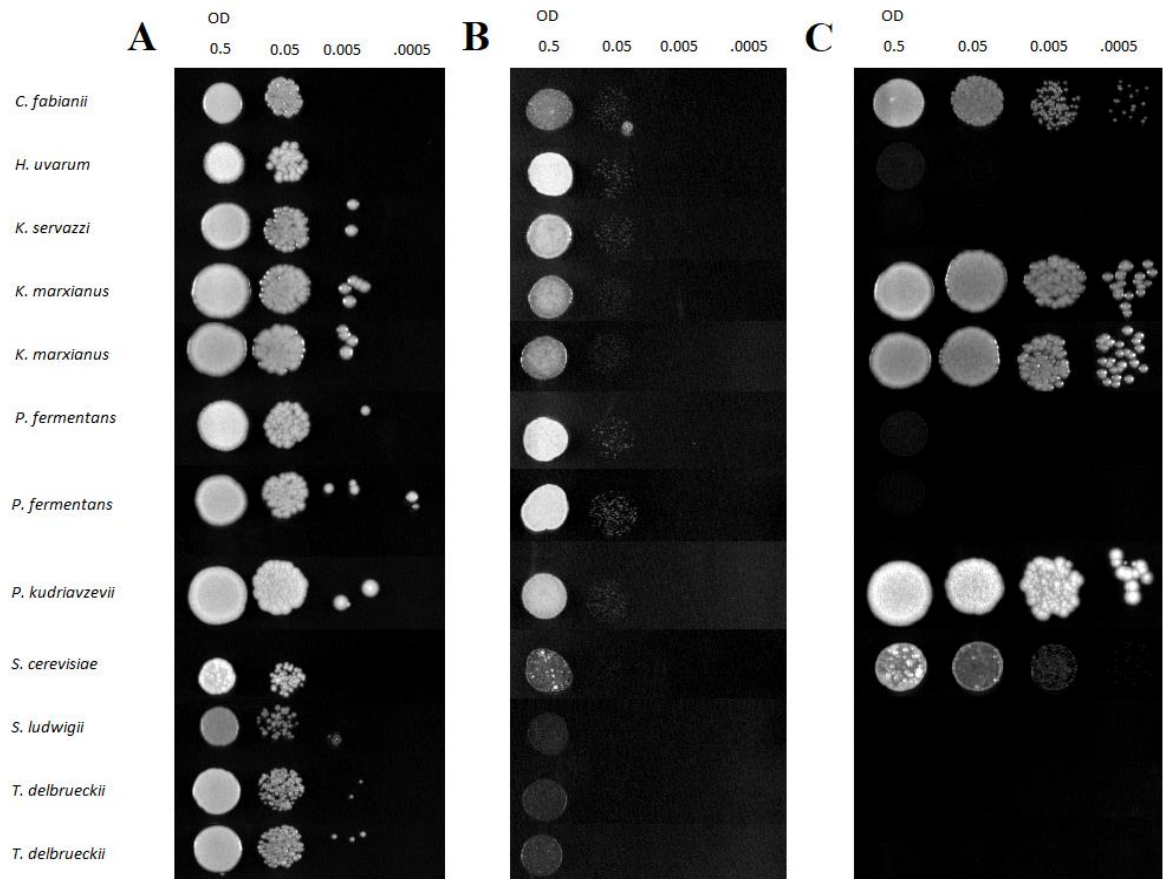 A OD
0.5 0.05 0.005 .0005
B OD
0.5 0.05 0.005 .0005
C OD
0.5 0.05 0.005 .0005
C. fabianii
H. uvarum
K. servazzi
K. marxianus
K. marxianus
P. fermentans
P. fermentans
P. kudriavzevii
S. cerevisiae
S. ludwigii
T. delbrueckii
T. delbrueckii